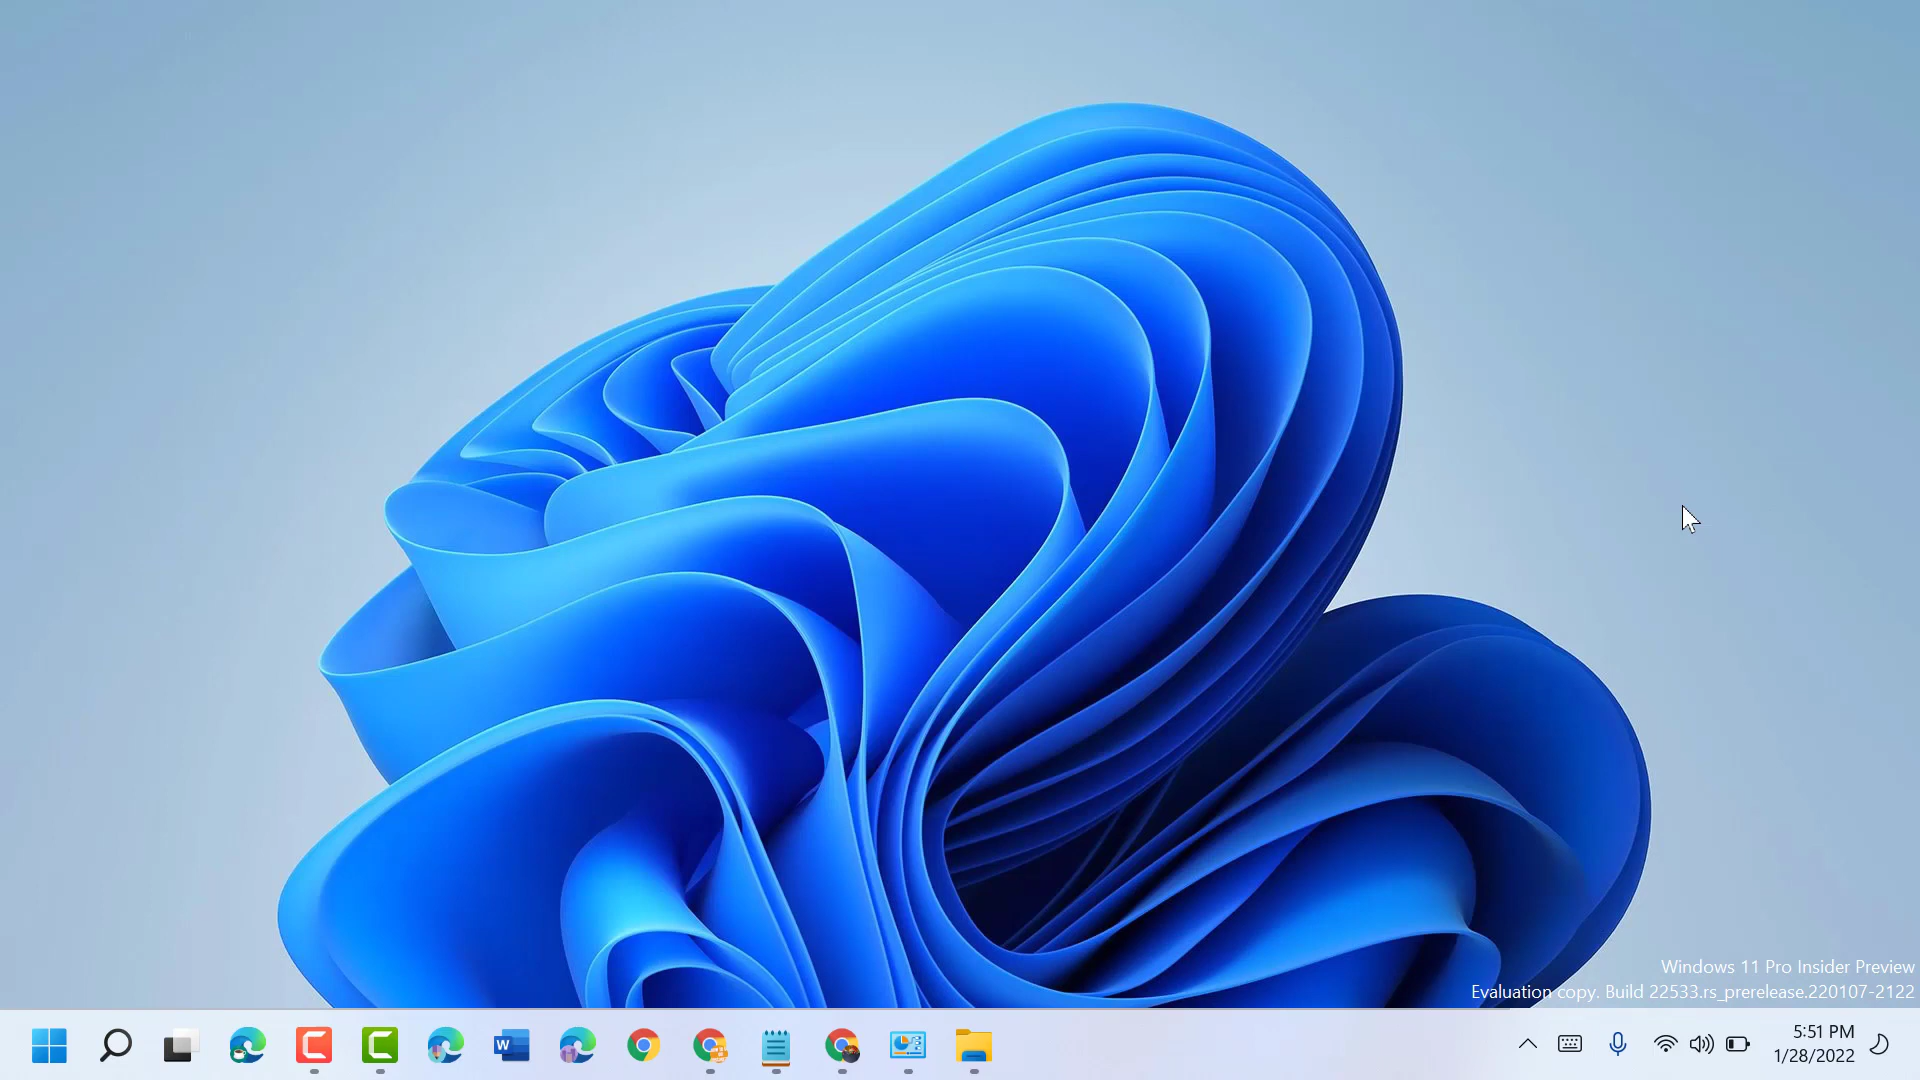 Windows 11 Pro Insider Preview
Evaluation copy. Build 22533.rs_prerelease.220107-2122
W
5:51 PM
1/28/2022